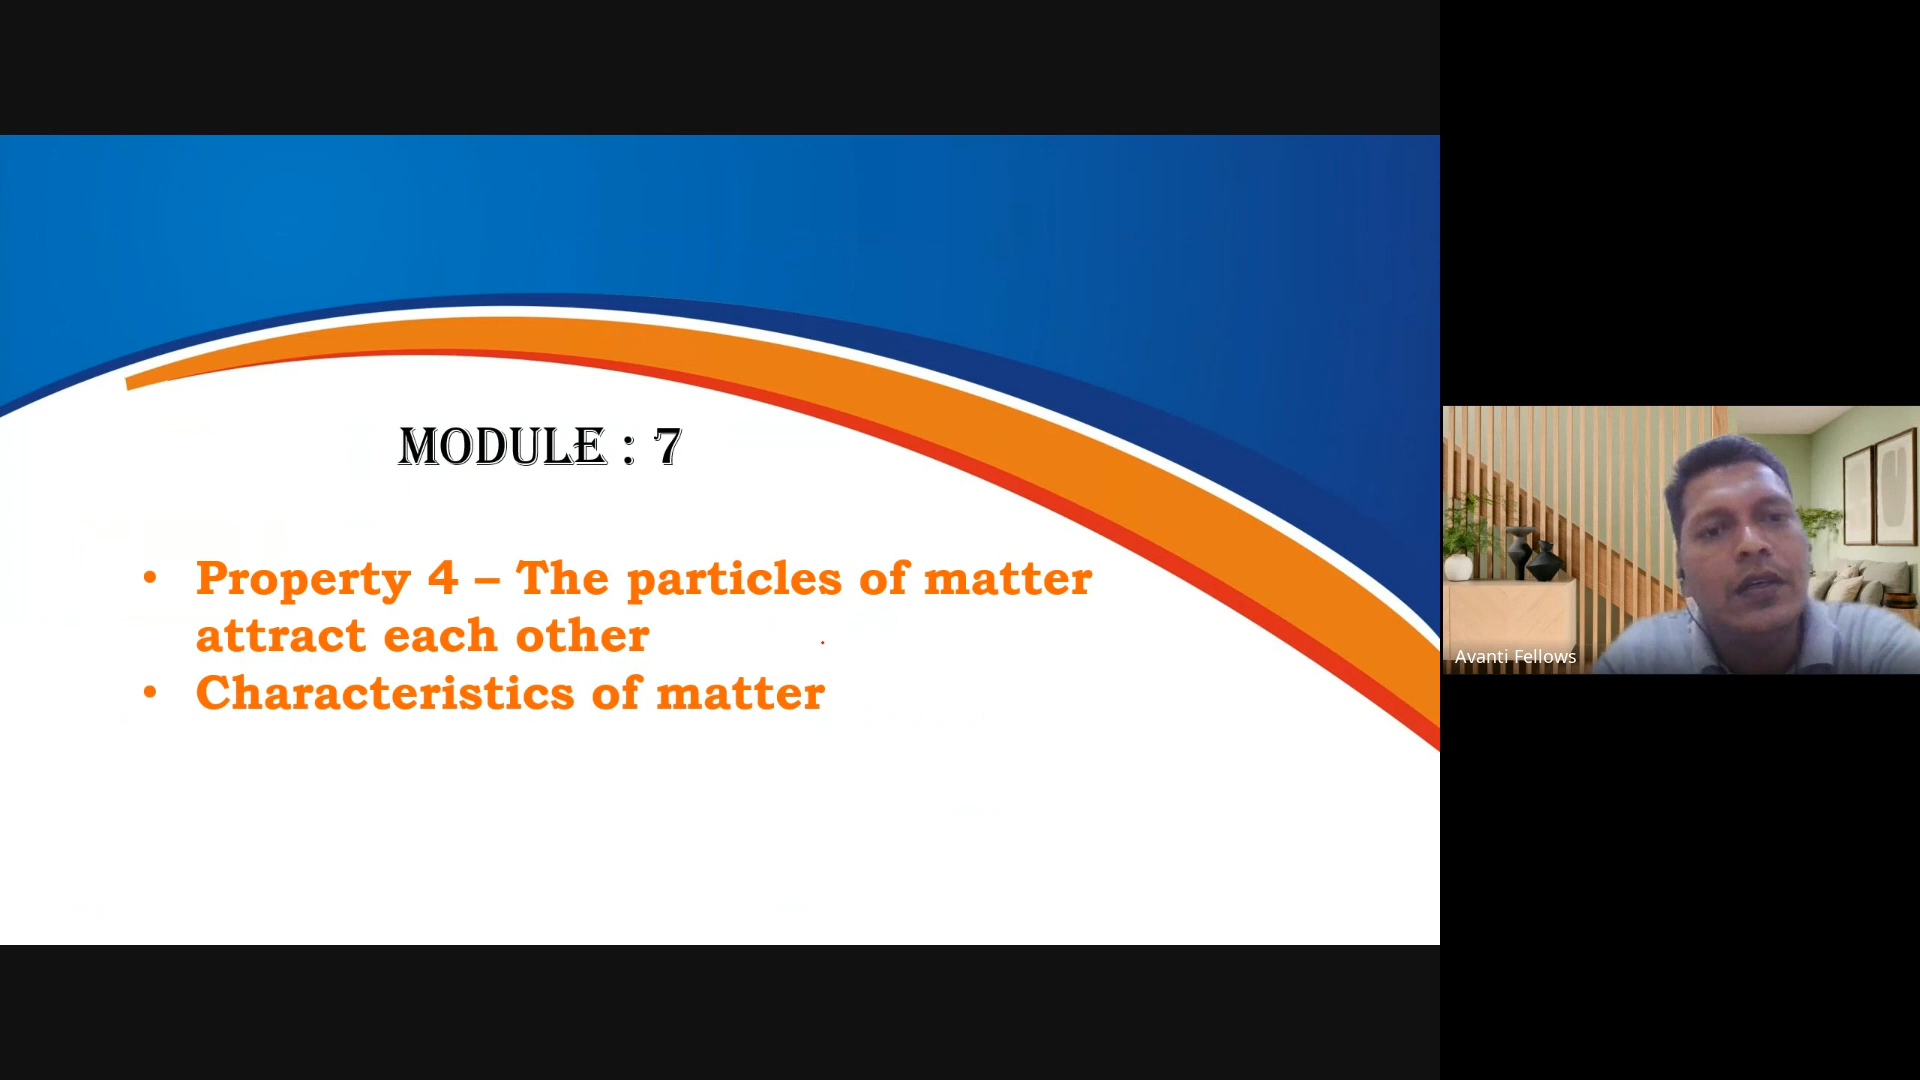 MODULE : 7
• Property 4 – The particles of matter
attract each other
• Characteristics of matter
Avanti Fellows